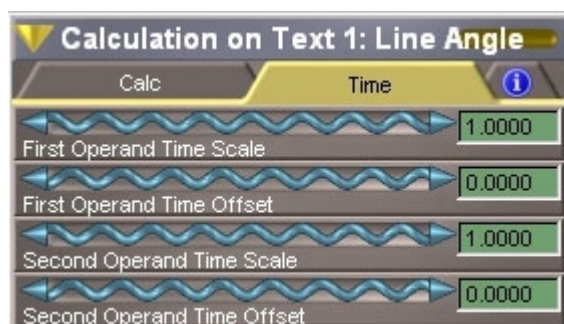 Calculation on Text 1: Line Angle
Calc Time i
1.0000
First Operand Time Scale
0.0000
First Operand Time Offset
1.0000
Second Operand Time Scale
0.0000
Second Operand Time Offset